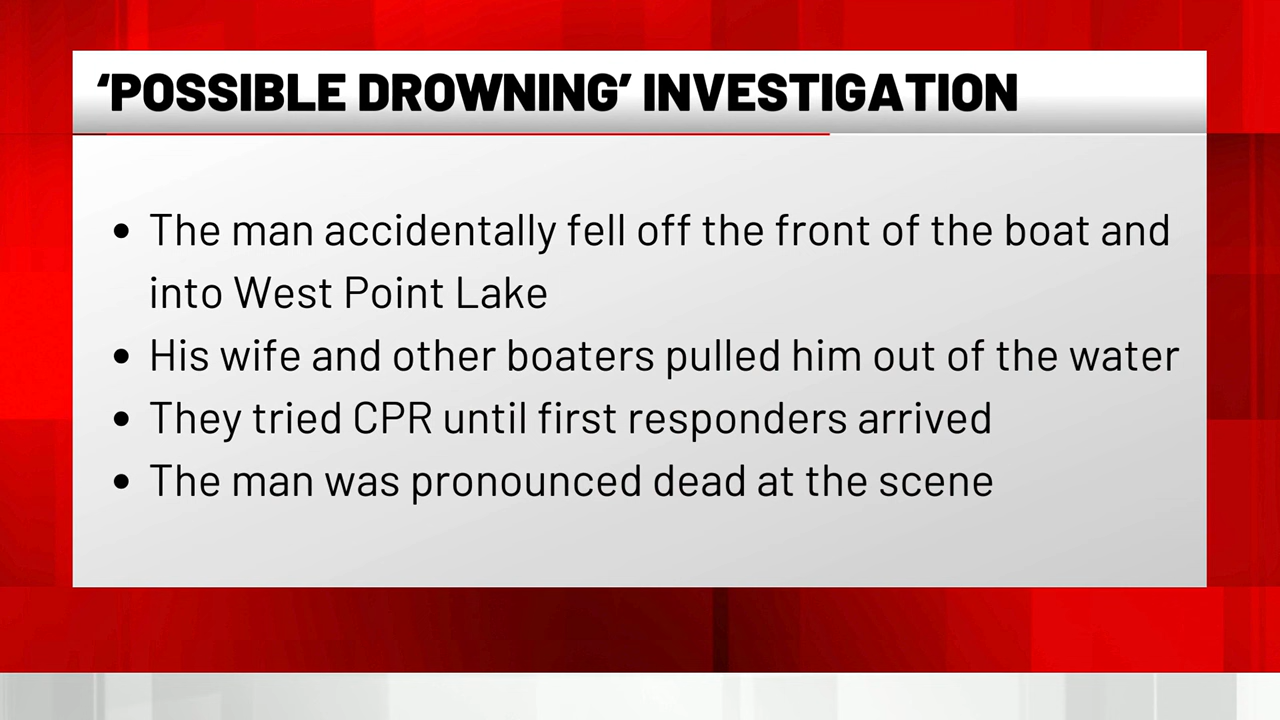 ‘POSSIBLE DROWNING’ INVESTIGATION
• The man accidentally fell off the front of the boat and
into West Point Lake
• His wife and other boaters pulled him out of the water
• They tried CPR until first responders arrived
• The man was pronounced dead at the scene